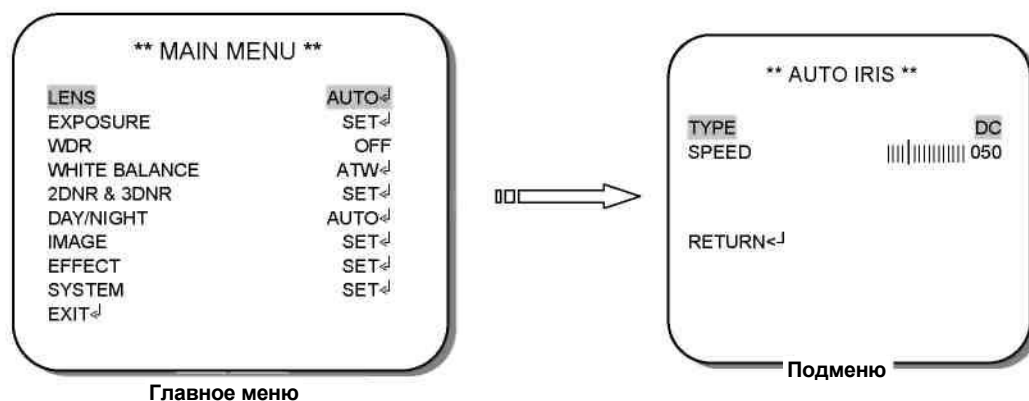 ** MAIN MENU **
LENS AUTO↲
EXPOSURE SET↲
WDR OFF
WHITE BALANCE ATW↲
2DNR & 3DNR SET↲
DAY/NIGHT AUTO↲
IMAGE SET↲
EFFECT SET↲
SYSTEM SET↲
EXIT↲
Главное меню
** AUTO IRIS **
TYPE DC
SPEED 050
RETURN<┘
Подменю